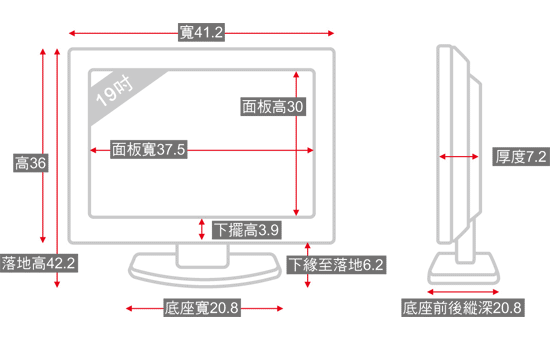 寬41.2
19吋
面板高30
面板寬37.5
厚度7.2
高36
下擺高3.9
落地高42.2
下緣至落地6.2
底座寬20.8
底座前後縱深20.8